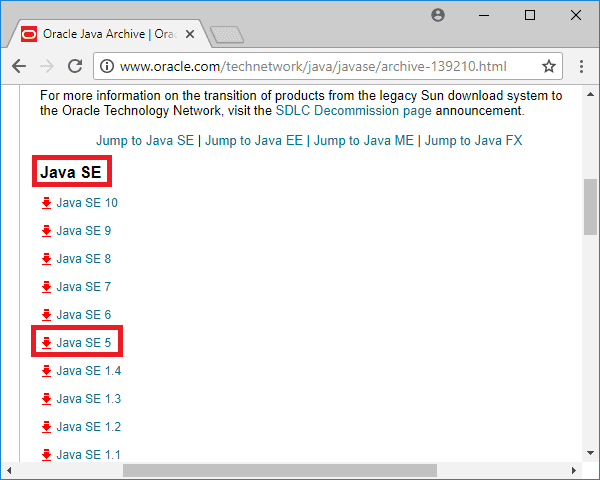 Oracle Java Archive | Ora
www.oracle.com/technetwork/java/javase/archive-139210.html
For more information on the transition of products from the legacy Sun download system to
the Oracle Technology Network, visit the SDLC Decommission page announcement.
Jump to Java SE | Jump to Java EE | Jump to Java ME | Jump to Java FX
Java SE
Java SE 10
Java SE 9
Java SE 8
Java SE 7
Java SE 6
Java SE 5
Java SE 1.4
Java SE 1.3
Java SE 1.2
Java SE 1.1